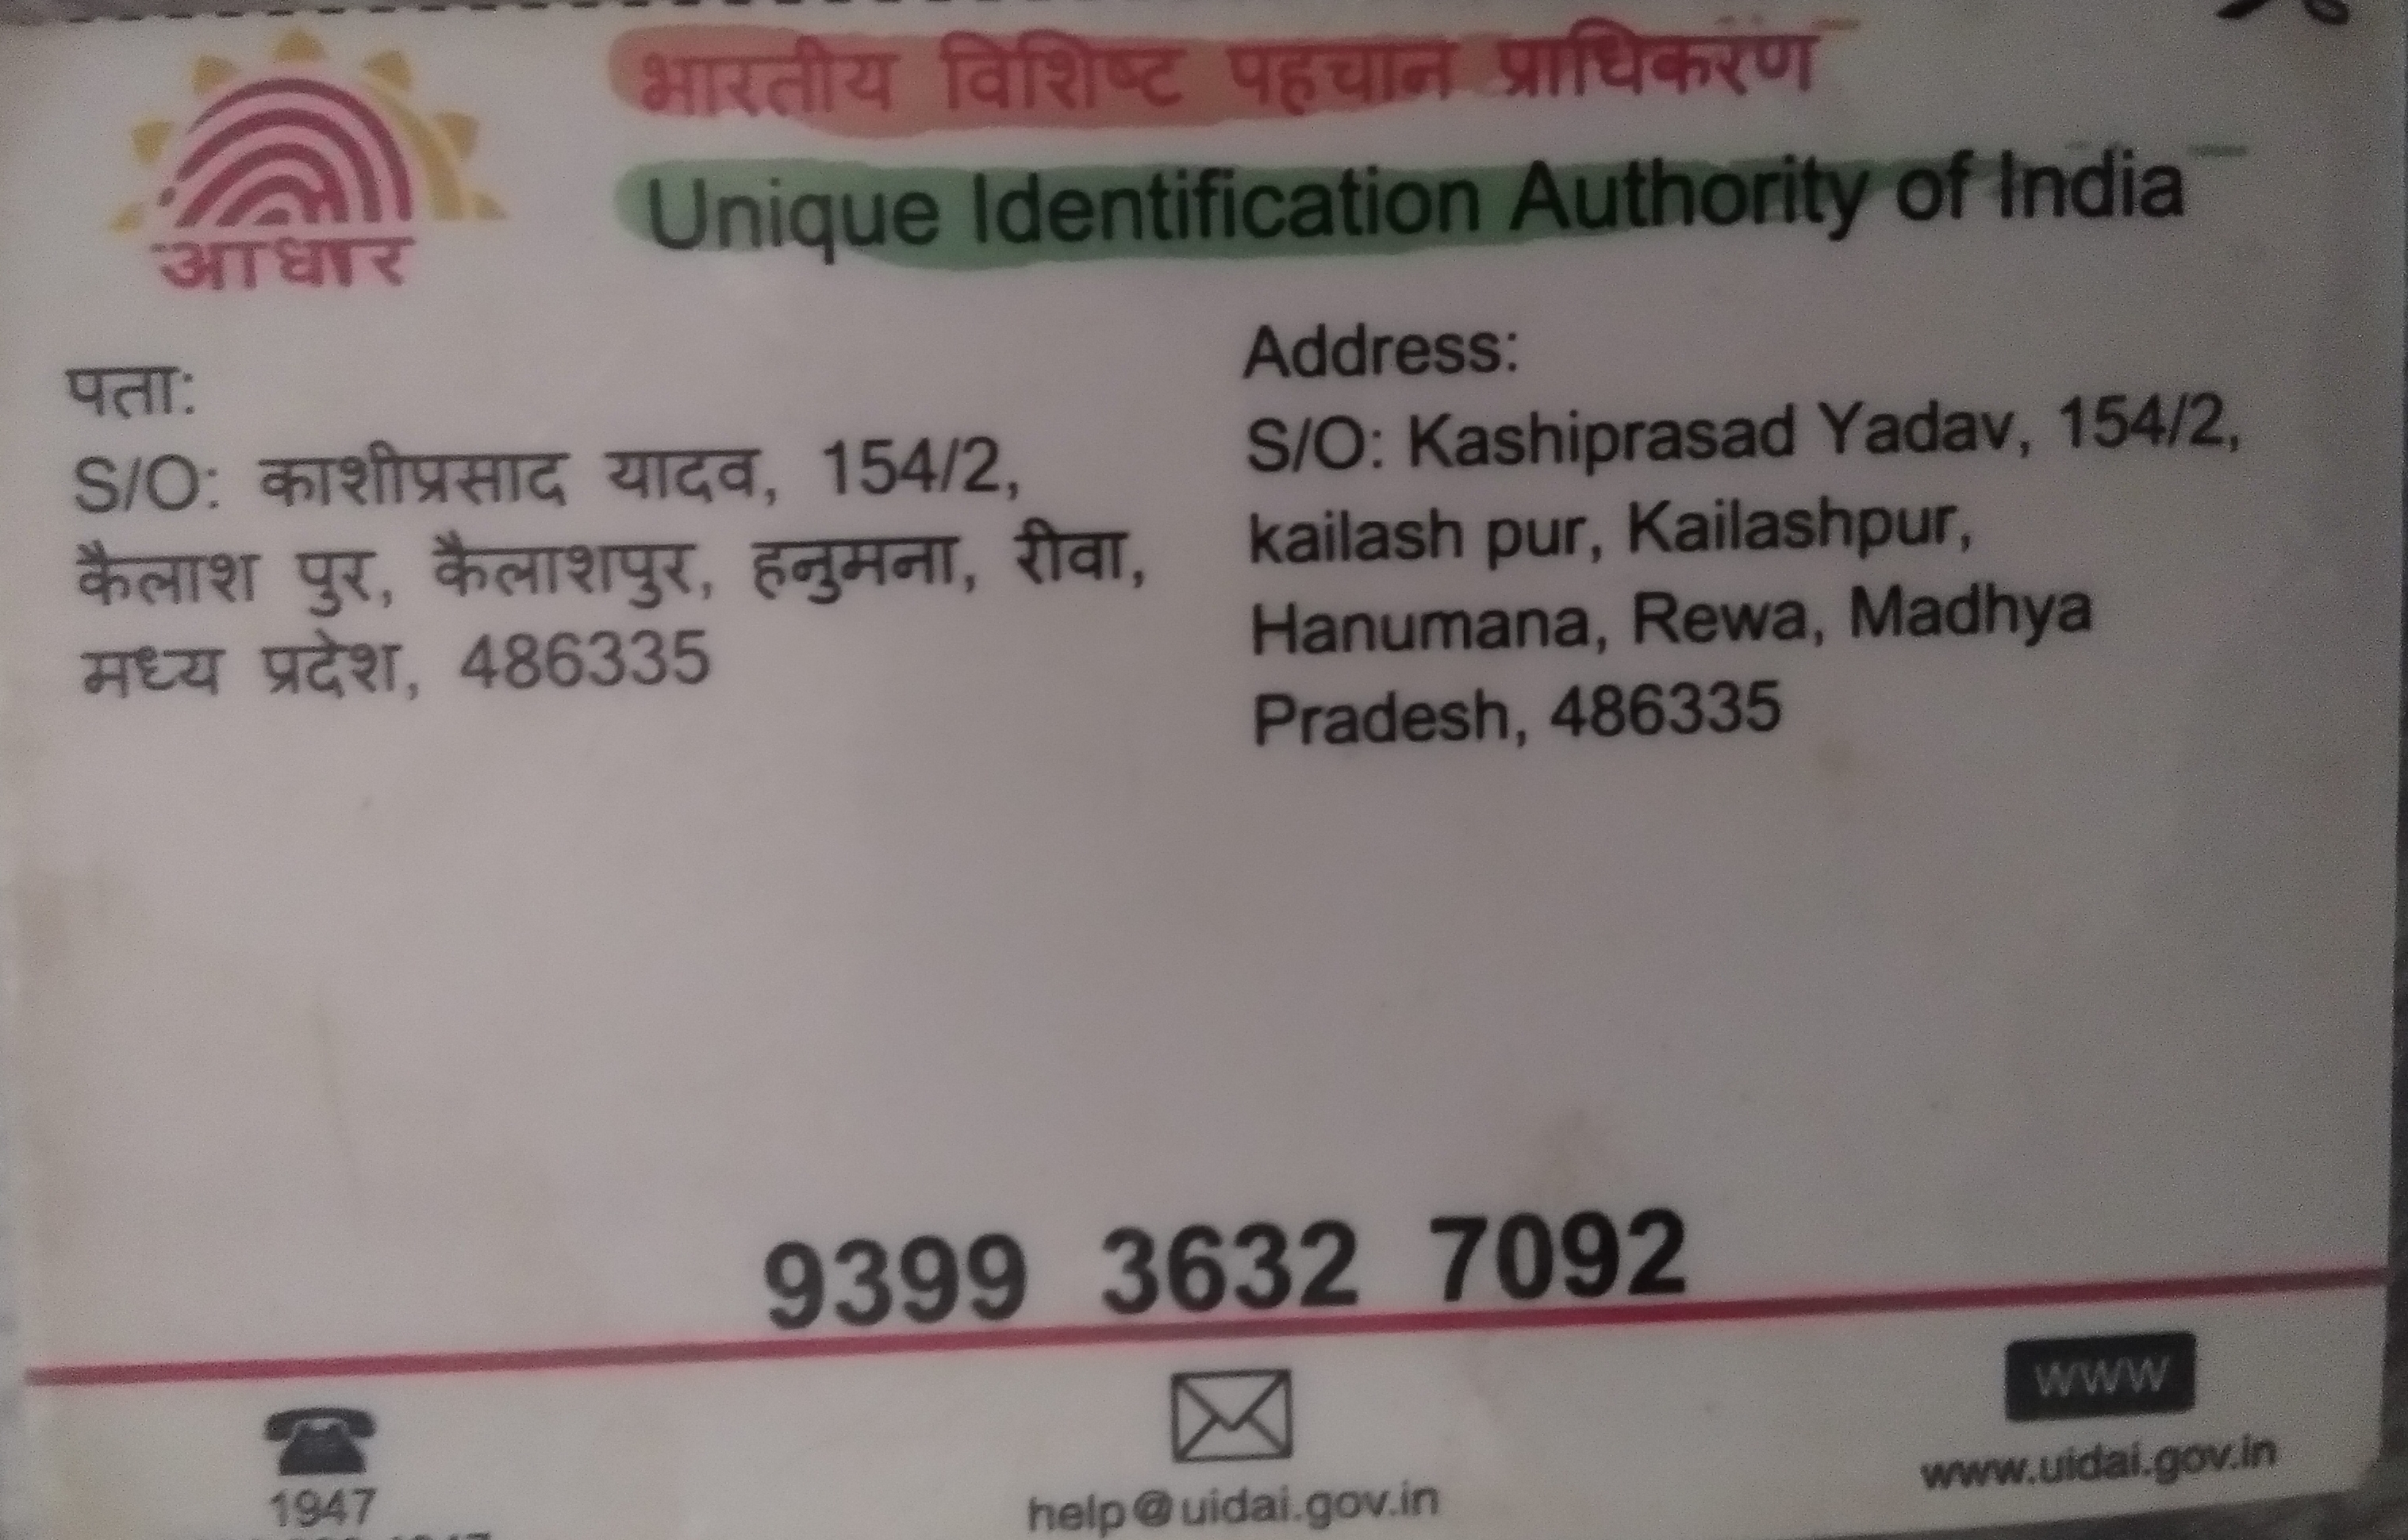 भारतीय विशिष्ट पहचान प्राधिकरण
Unique Identification Authority of India
आधार
पता:
S/O: काशीप्रसाद यादव, 154/2,
कैलाश पुर, कैलाशपुर, हनुमना, रीवा,
मध्य प्रदेश, 486335
Address:
S/O: Kashiprasad Yadav, 154/2,
kailash pur, Kailashpur,
Hanumana, Rewa, Madhya
Pradesh, 486335
9399 3632 7092
1947
help@uidai.gov.in
www
www.uidai.gov.in